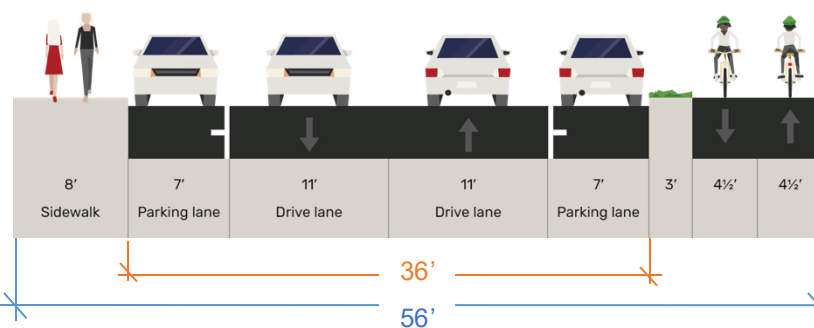 8′ 7′ 11′ 11′ 7′ 3′ 4½′ 4½′
Sidewalk Parking lane Drive lane Drive lane Parking lane
36’
56’